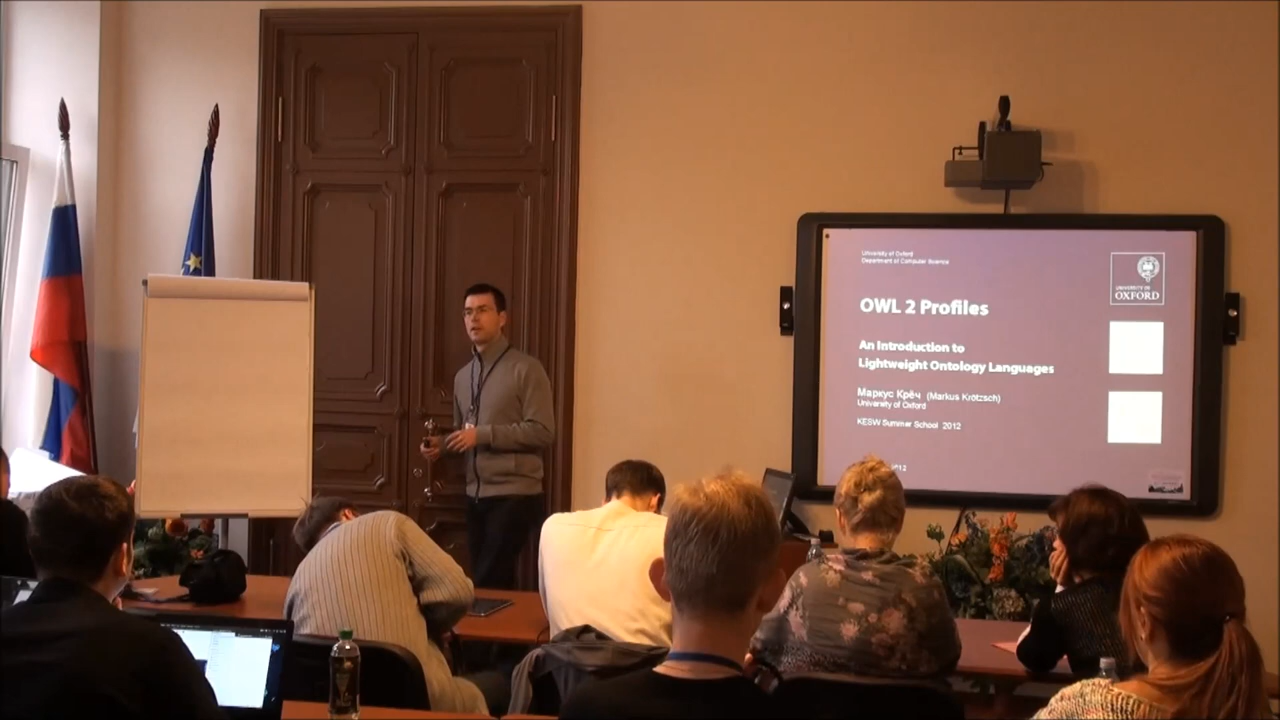 University of Oxford
Department of Computer Science
UNIVERSITY OF
OXFORD
OWL 2 Profiles
An Introduction to
Lightweight Ontology Languages
Маркус Крёч (Markus Krötzsch)
University of Oxford
KESW Summer School 2012